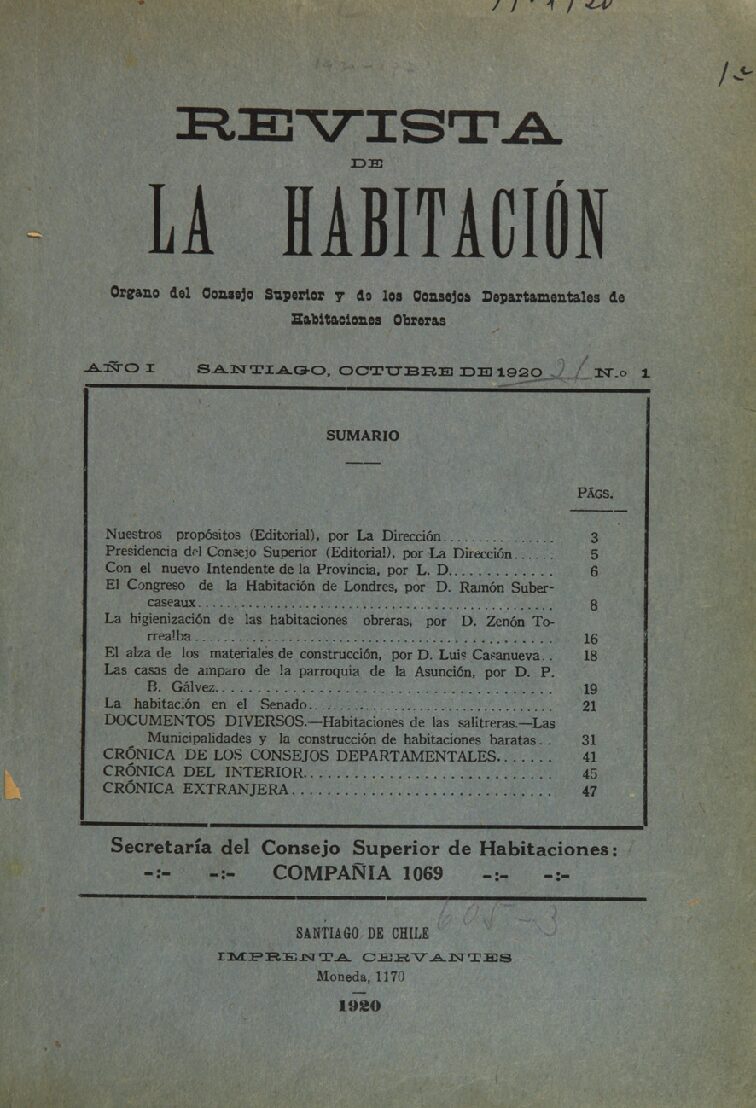 REVISTA
DE
LA HABITACIÓN
Organo del Consejo Superior y de los Consejos Departamentales de
Habitaciones Obreras
AÑO I SANTIAGO, OCTUBRE DE 1920 21 N.o 1
SUMARIO
PÁGS.
Nuestros propósitos (Editorial), por La Dirección................ 3
Presidencia del Consejo Superior (Editorial), por La Dirección...... 5
Con el nuevo Intendente de la Provincia, por L. D............. 6
El Congreso de la Habitación de Londres, por D. Ramón Suber-
caseaux.................................................. 8
La higienización de las habitaciones obreras, por D. Zenón To-
rrealba.................................................. 16
El alza de los materiales de construcción, por D. Luis Casanueva.. 18
Las casas de amparo de la parroquia de la Asunción, por D. P.
B. Gálvez................................................ 19
La habitación en el Senado................................... 21
DOCUMENTOS DIVERSOS.—Habitaciones de las salitreras.—Las
Municipalidades y la construcción de habitaciones baratas.. 31
CRÓNICA DE LOS CONSEJOS DEPARTAMENTALES....... 41
CRÓNICA DEL INTERIOR.............................. 45
CRÓNICA EXTRANJERA................................ 47
Secretaría del Consejo Superior de Habitaciones:
-:- -:- COMPAÑIA 1069 -:- -:-
605-3
SANTIAGO DE CHILE
IMPRENTA CERVANTES
Moneda, 1170
1920